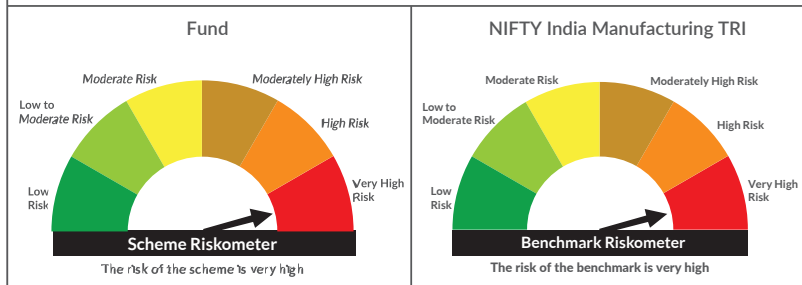 Fund
Moderate Risk
Moderately High Risk
Low to
Moderate Risk
High Risk
Low
Risk
Very High
Risk
Scheme Riskometer
The risk of the scheme is very high
NIFTY India Manufacturing TRI
Moderate Risk
Moderately High Risk
Low to
Moderate Risk
High Risk
Low
Risk
Very High
Risk
Benchmark Riskometer
The risk of the benchmark is very high